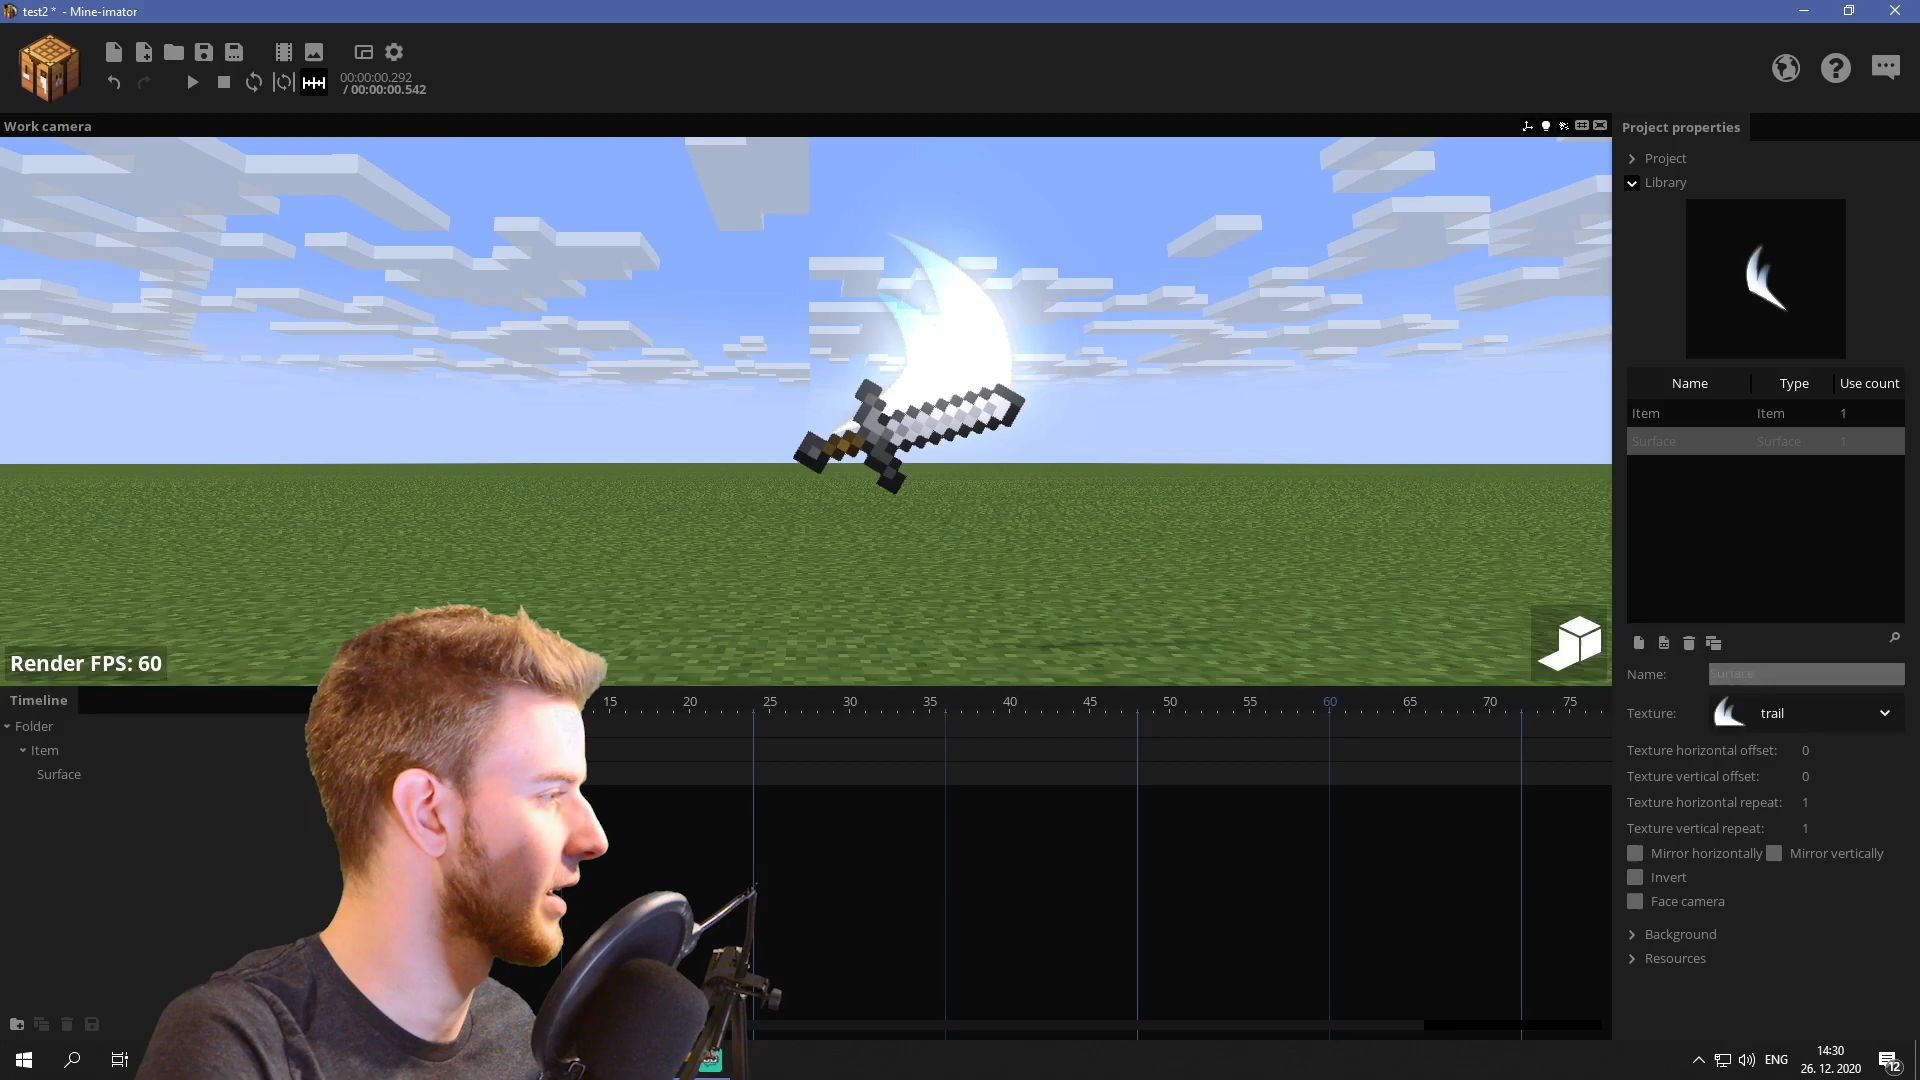 test2 * - Mine-imator
00:00:00.292
/ 00:00:00.542
Work camera
Project properties
Project
Library
Name Type Use count
Item Item 1
Surface Surface 1
Name: Surface
Texture: trail
Texture horizontal offset: 0
Texture vertical offset: 0
Texture horizontal repeat: 1
Texture vertical repeat: 1
Mirror horizontally Mirror vertically
Invert
Face camera
Background
Resources
Render FPS: 60
Timeline
15 20 25 30 35 40 45 50 55 60 65 70 75
Folder
Item
Surface
ENG
14:30
26. 12. 2020
12